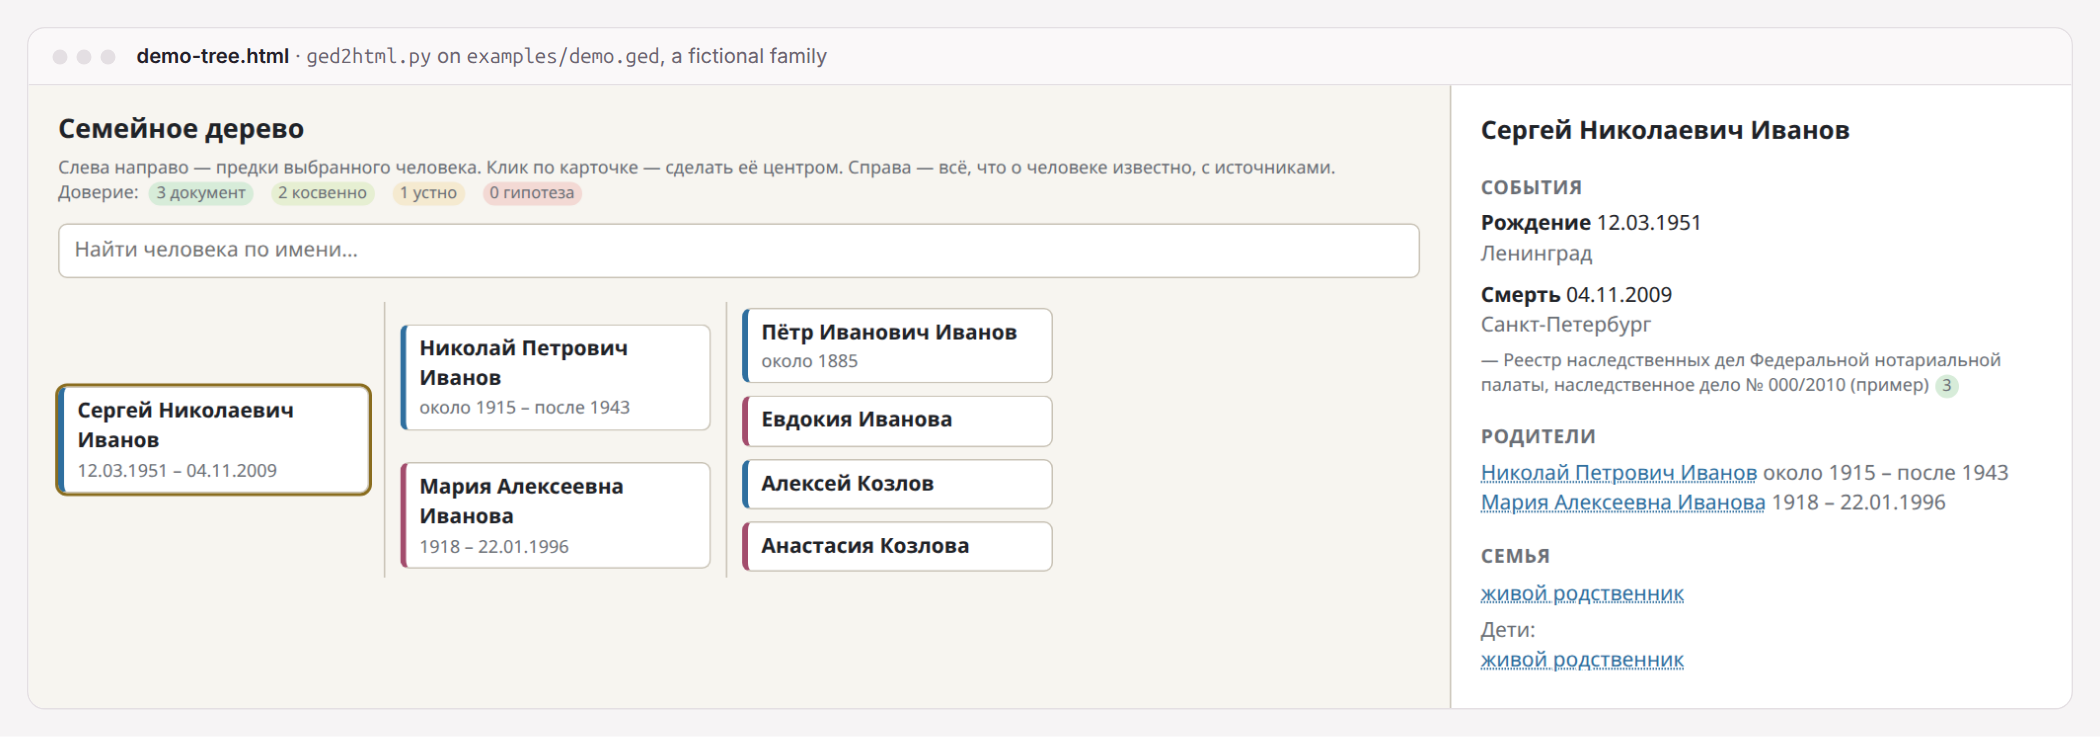 demo-tree.html · ged2html.py on examples/demo.ged, a fictional family
Семейное дерево
Слева направо — предки выбранного человека. Клик по карточке — сделать её центром. Справа — всё, что о человеке известно, с источниками.
Доверие: 3 документ 2 косвенно 1 устно 0 гипотеза
Найти человека по имени...
Сергей Николаевич
Иванов
12.03.1951 – 04.11.2009
Николай Петрович
Иванов
около 1915 – после 1943
Мария Алексеевна
Иванова
1918 – 22.01.1996
Пётр Иванович Иванов
около 1885
Евдокия Иванова
Алексей Козлов
Анастасия Козлова
Сергей Николаевич Иванов
СОБЫТИЯ
Рождение 12.03.1951
Ленинград
Смерть 04.11.2009
Санкт-Петербург
— Реестр наследственных дел Федеральной нотариальной
палаты, наследственное дело № 000/2010 (пример) 3
РОДИТЕЛИ
Николай Петрович Иванов около 1915 – после 1943
Мария Алексеевна Иванова 1918 – 22.01.1996
СЕМЬЯ
живой родственник
Дети:
живой родственник